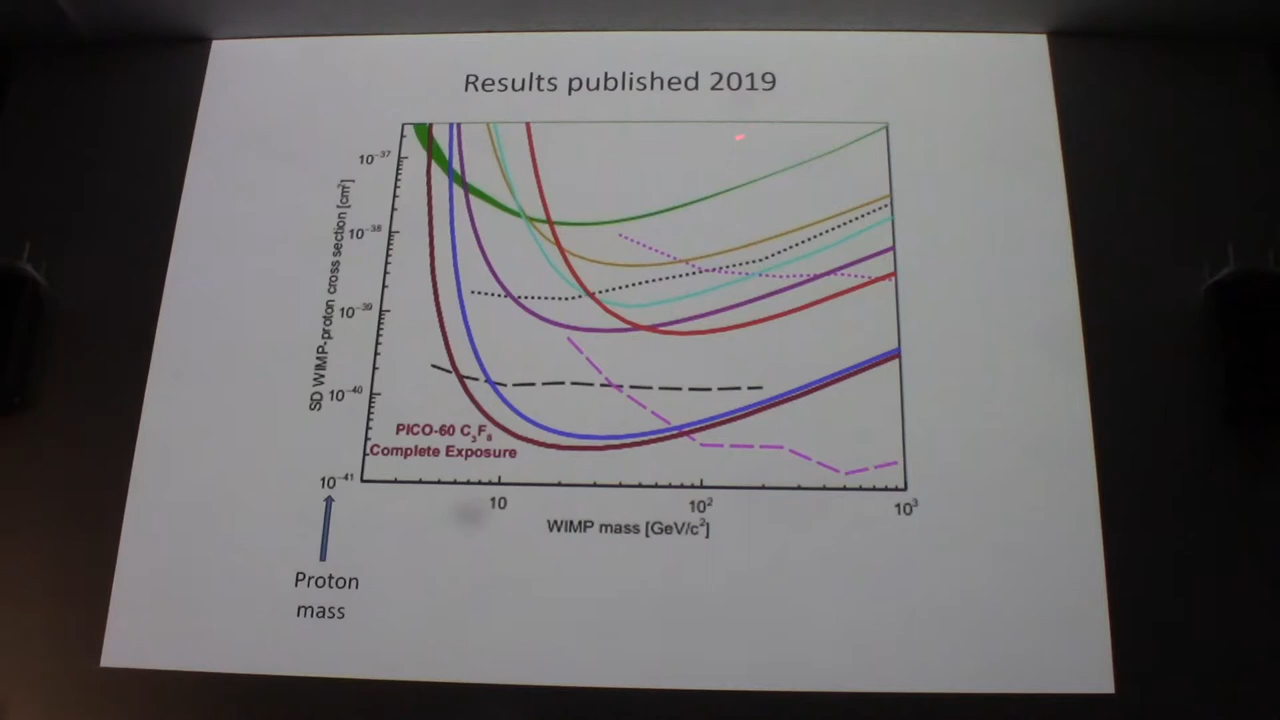 Results published 2019
10⁻³⁷
10⁻³⁸
10⁻³⁹
10⁻⁴⁰
10⁻⁴¹
SD WIMP-proton cross section [cm²]
PICO-60 C₃F₈
Complete Exposure
10
10²
10³
WIMP mass [GeV/c²]
Proton
mass